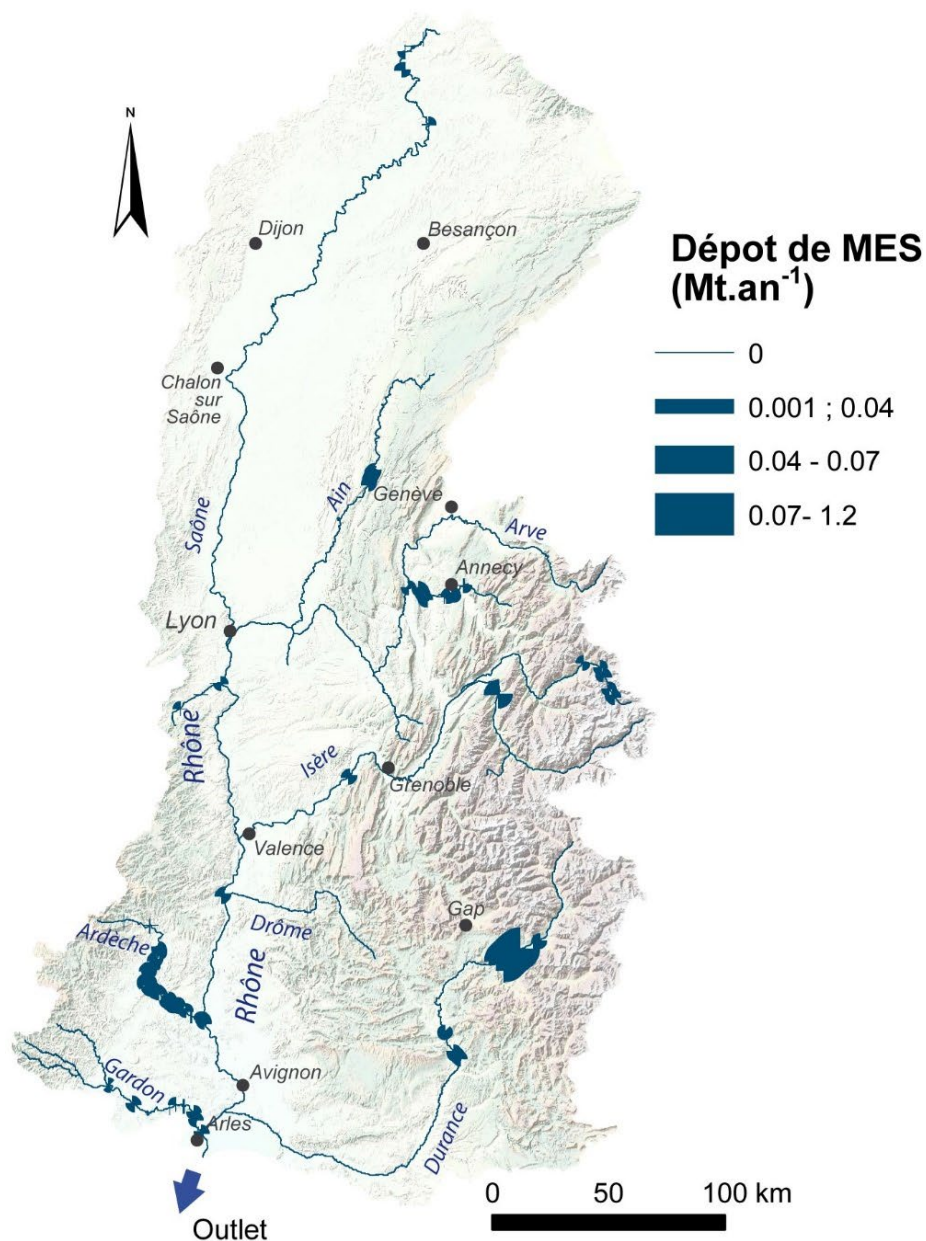 N
Dijon
Besançon
Dépot de MES
(Mt.an⁻¹)
0
0.001 ; 0.04
0.04 - 0.07
0.07- 1.2
Chalon
sur
Saône
Saône
Ain
Genève
Arve
Annecy
Lyon
Rhône
Isère
Grenoble
Valence
Gap
Drôme
Ardèche
Rhône
Avignon
Gardon
Arles
Durance
0 50 100 km
Outlet